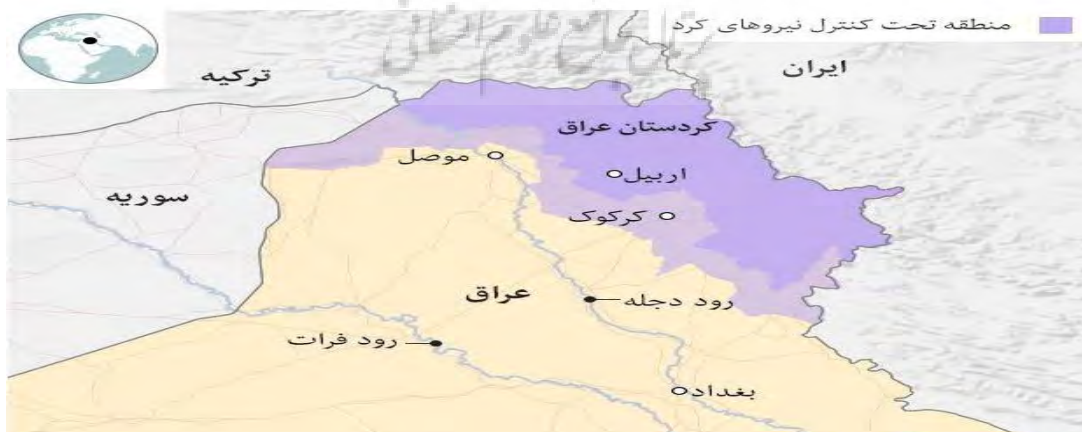 منطقه تحت کنترل نیروهای کرد
ایران
ترکیه
کردستان عراق
موصل
اربیل
سوریه
کرکوک
عراق
رود دجله
رود فرات
بغداد